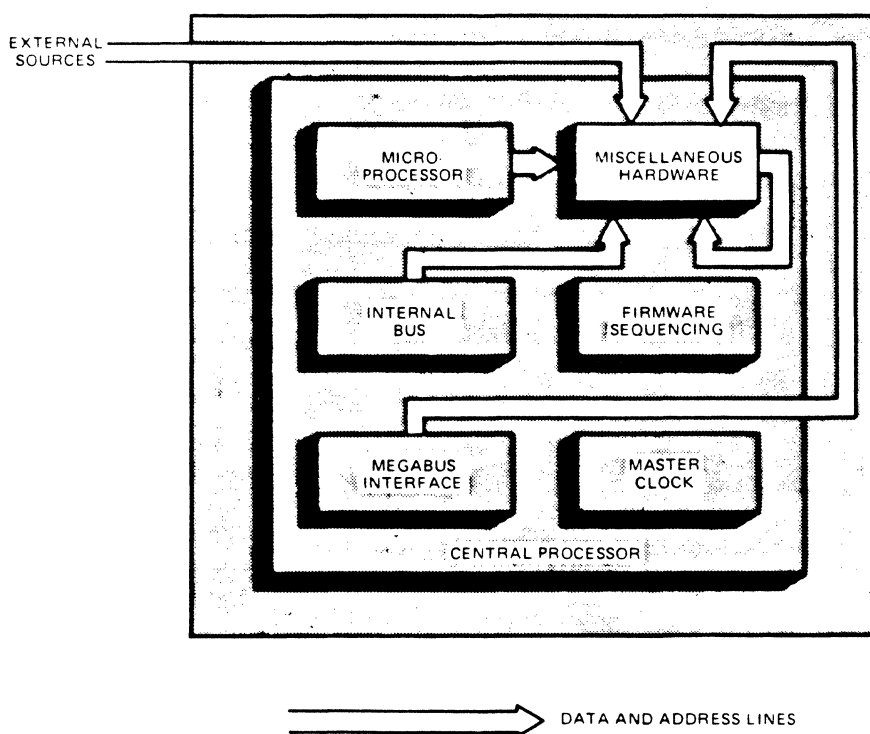 EXTERNAL
SOURCES
MICRO-
PROCESSOR
MISCELLANEOUS
HARDWARE
INTERNAL
BUS
FIRMWARE
SEQUENCING
MEGABUS
INTERFACE
MASTER
CLOCK
CENTRAL PROCESSOR
DATA AND ADDRESS LINES